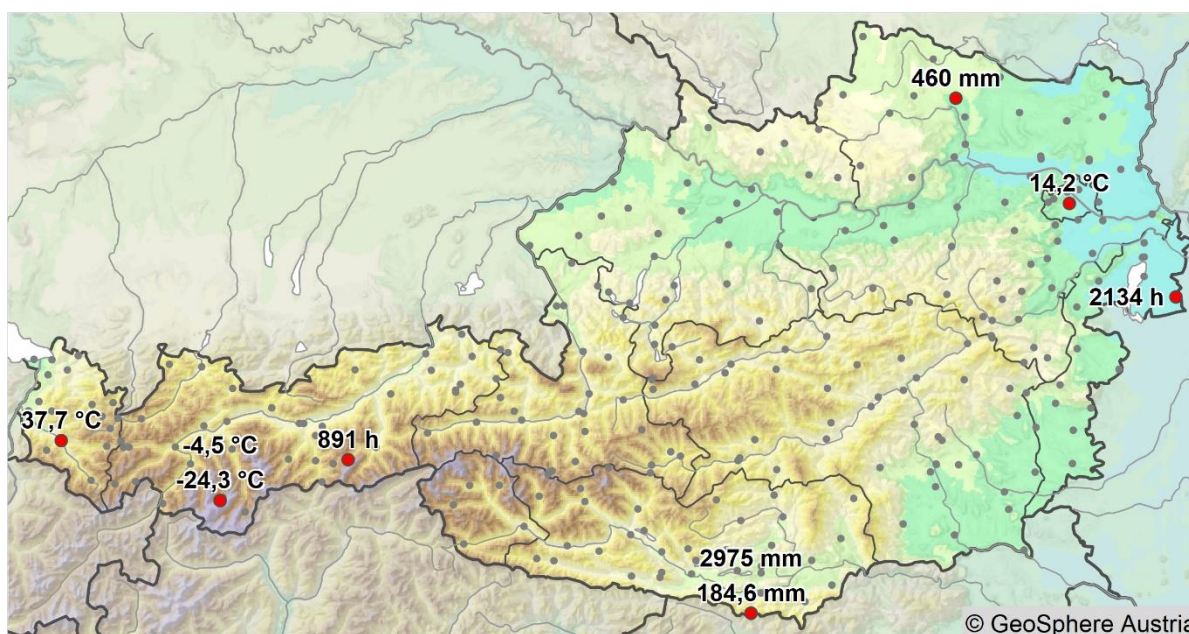 460 mm
14,2 °C
2134 h
37,7 °C
-4,5 °C
891 h
-24,3 °C
2975 mm
184,6 mm
© GeoSphere Austria